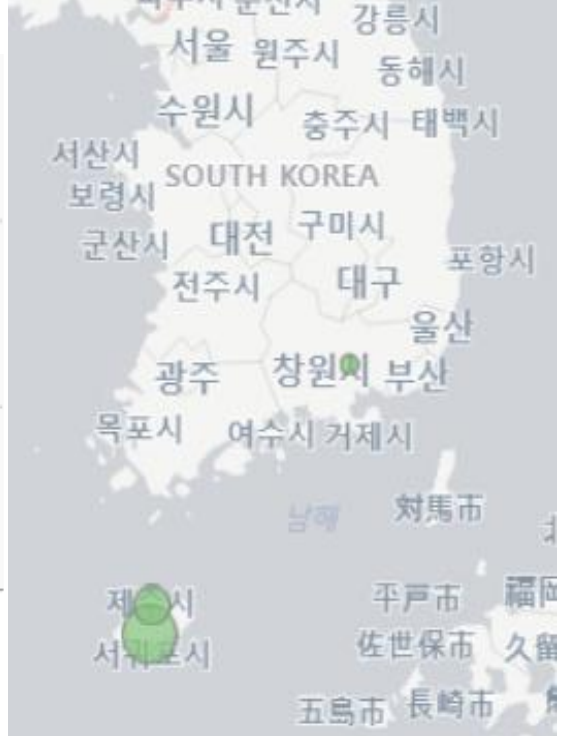 강릉시
서울 원주시
동해시
수원시
충주시 태백시
서산시
SOUTH KOREA
보령시
대전 구미시
군산시
포항시
전주시 대구
울산
광주 창원시 부산
목포시 여수시 거제시
対馬市
남해
平戸市 福岡
佐世保市 久留
五島市 長崎市